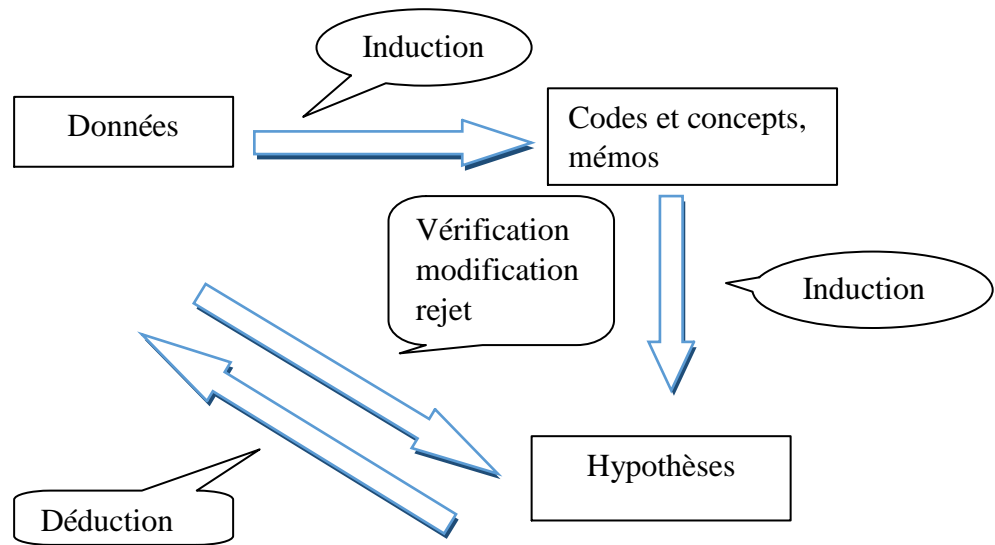 Induction
Données
Codes et concepts,
mémos
Vérification
modification
rejet
Induction
Hypothèses
Déduction